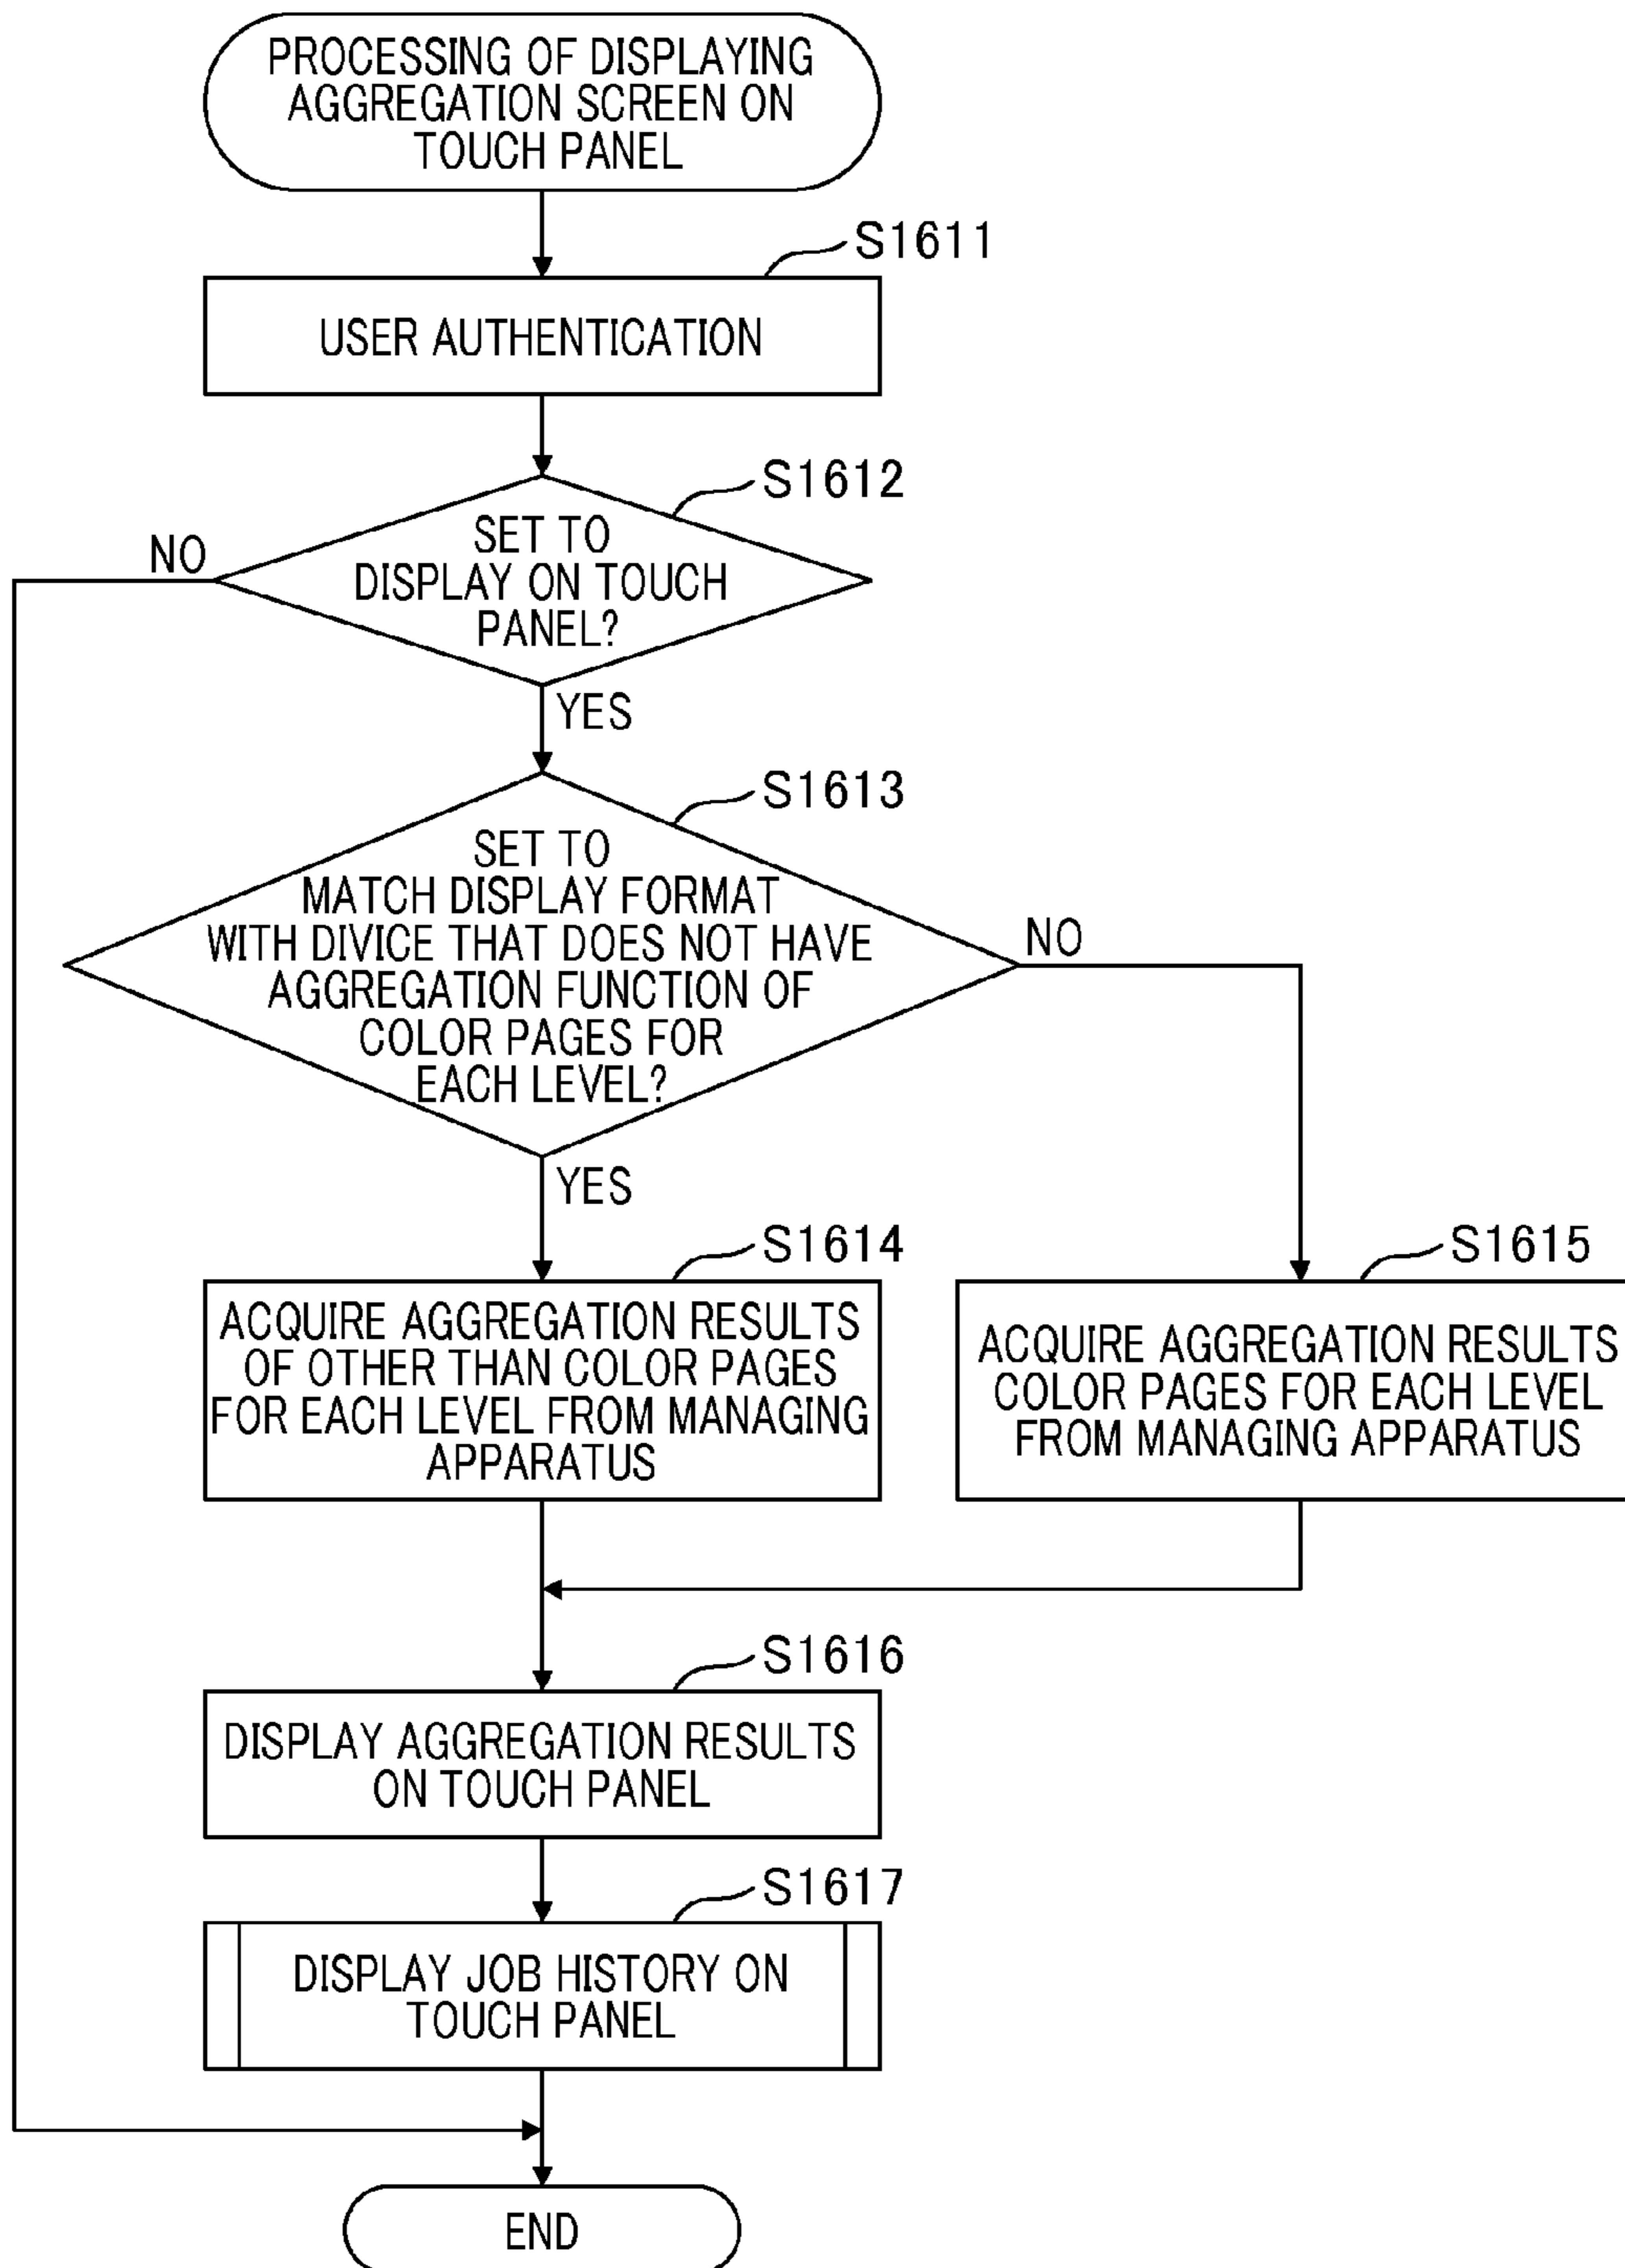 PROCESSING OF DISPLAYING
AGGREGATION SCREEN ON
TOUCH PANEL
S1611
USER AUTHENTICATION
S1612
SET TO
DISPLAY ON TOUCH
PANEL?
NO
YES
S1613
SET TO
MATCH DISPLAY FORMAT
WITH DIVICE THAT DOES NOT HAVE
AGGREGATION FUNCTION OF
COLOR PAGES FOR
EACH LEVEL?
NO
YES
S1614
ACQUIRE AGGREGATION RESULTS
OF OTHER THAN COLOR PAGES
FOR EACH LEVEL FROM MANAGING
APPARATUS
S1615
ACQUIRE AGGREGATION RESULTS
COLOR PAGES FOR EACH LEVEL
FROM MANAGING APPARATUS
S1616
DISPLAY AGGREGATION RESULTS
ON TOUCH PANEL
S1617
DISPLAY JOB HISTORY ON
TOUCH PANEL
END